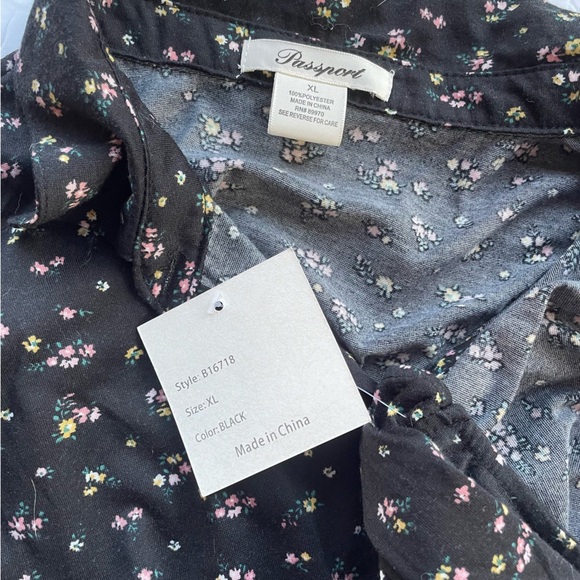 Passport
XL
100%POLYESTER
MADE IN CHINA
RN# 89970
SEE REVERSE FOR CARE
Style: B16718
Size:XL
Color:BLACK
Made in China